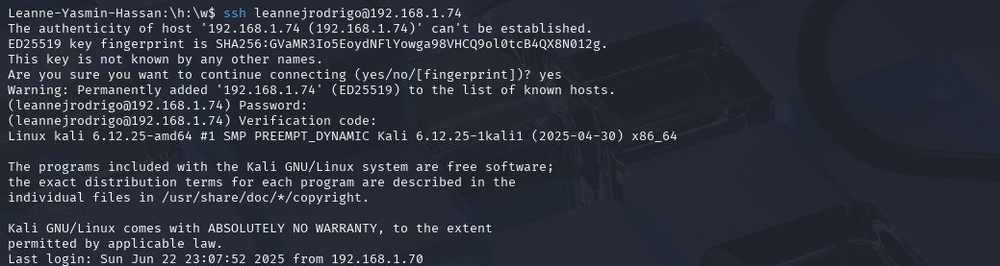 Leanne-Yasmin-Hassan:\h:\w$ ssh leannejrodrigo@192.168.1.74
The authenticity of host '192.168.1.74 (192.168.1.74)' can't be established.
ED25519 key fingerprint is SHA256:GVaMR3Io5EoydNFlYowga98VHCQ9ol0tcB4QX8N012g.
This key is not known by any other names.
Are you sure you want to continue connecting (yes/no/[fingerprint])? yes
Warning: Permanently added '192.168.1.74' (ED25519) to the list of known hosts.
(leannejrodrigo@192.168.1.74) Password:
(leannejrodrigo@192.168.1.74) Verification code:
Linux kali 6.12.25-amd64 #1 SMP PREEMPT_DYNAMIC Kali 6.12.25-1kali1 (2025-04-30) x86_64
The programs included with the Kali GNU/Linux system are free software;
the exact distribution terms for each program are described in the
individual files in /usr/share/doc/*/copyright.
Kali GNU/Linux comes with ABSOLUTELY NO WARRANTY, to the extent
permitted by applicable law.
Last login: Sun Jun 22 23:07:52 2025 from 192.168.1.70